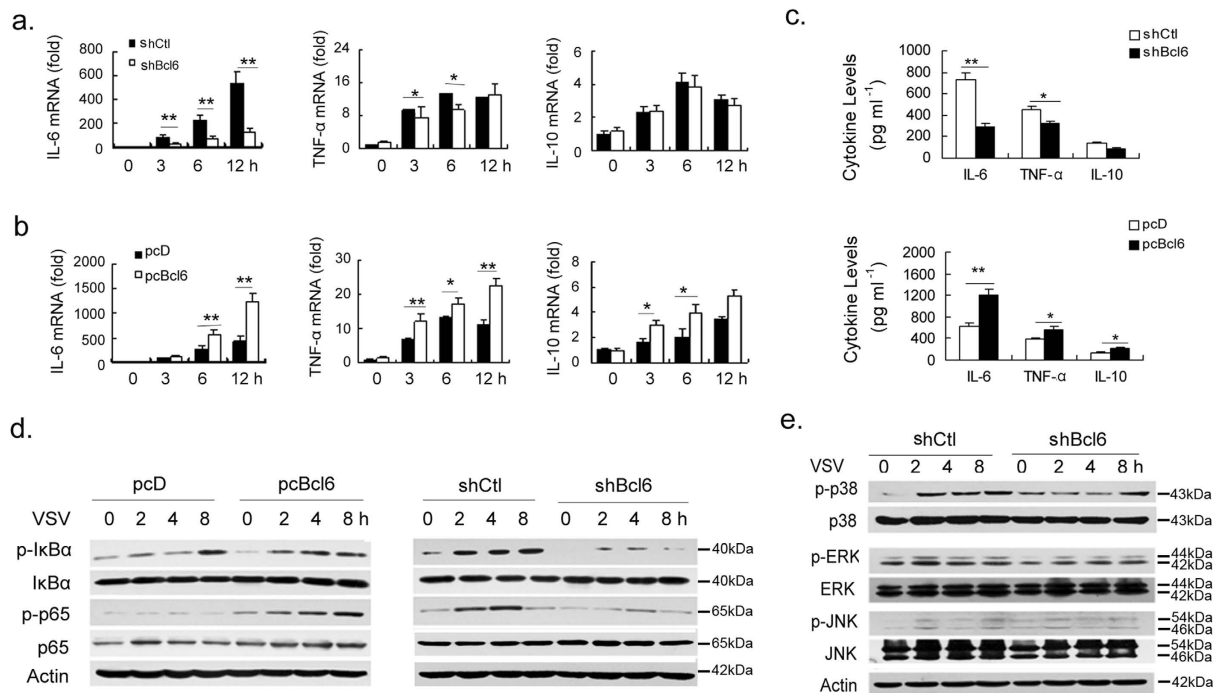 a.
IL-6 mRNA (fold)
800
600
400
200
0
shCtl
shBcl6
**
**
**
0 3 6 12 h
TNF-α mRNA (fold)
24
18
12
6
0
*
*
0 3 6 12 h
IL-10 mRNA (fold)
6
4
2
0
0 3 6 12 h
b
IL-6 mRNA (fold)
2000
1500
1000
500
0
pcD
pcBcl6
**
**
0 3 6 12 h
TNF-α mRNA (fold)
30
20
10
0
**
*
**
0 3 6 12 h
IL-10 mRNA (fold)
8
6
4
2
0
*
*
0 3 6 12 h
c.
shCtl
shBcl6
Cytokine Levels
(pg ml⁻¹)
1000
800
600
400
200
0
**
*
IL-6 TNF-α IL-10
pcD
pcBcl6
Cytokine Levels
(pg ml⁻¹)
2000
1600
1200
800
400
0
**
*
*
IL-6 TNF-α IL-10
d.
pcD pcBcl6 shCtl shBcl6
VSV 0 2 4 8 0 2 4 8 h 0 2 4 8 0 2 4 8 h
p-IκBα 40kDa
IκBα 40kDa
p-p65 65kDa
p65 65kDa
Actin 42kDa
e.
shCtl shBcl6
VSV 0 2 4 8 0 2 4 8 h
p-p38 43kDa
p38 43kDa
p-ERK 44kDa
42kDa
ERK 44kDa
42kDa
p-JNK 54kDa
46kDa
JNK 54kDa
46kDa
Actin 42kDa